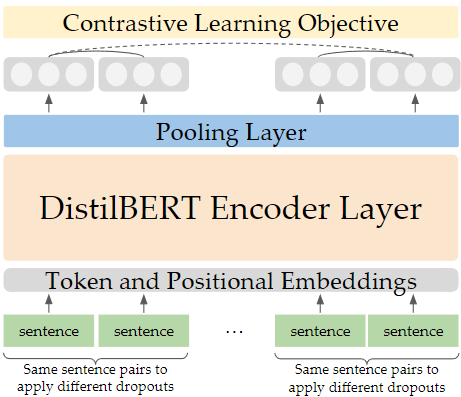 Contrastive Learning Objective
Pooling Layer
DistilBERT Encoder Layer
Token and Positional Embeddings
sentence sentence ... sentence sentence
Same sentence pairs to apply different dropouts
Same sentence pairs to apply different dropouts